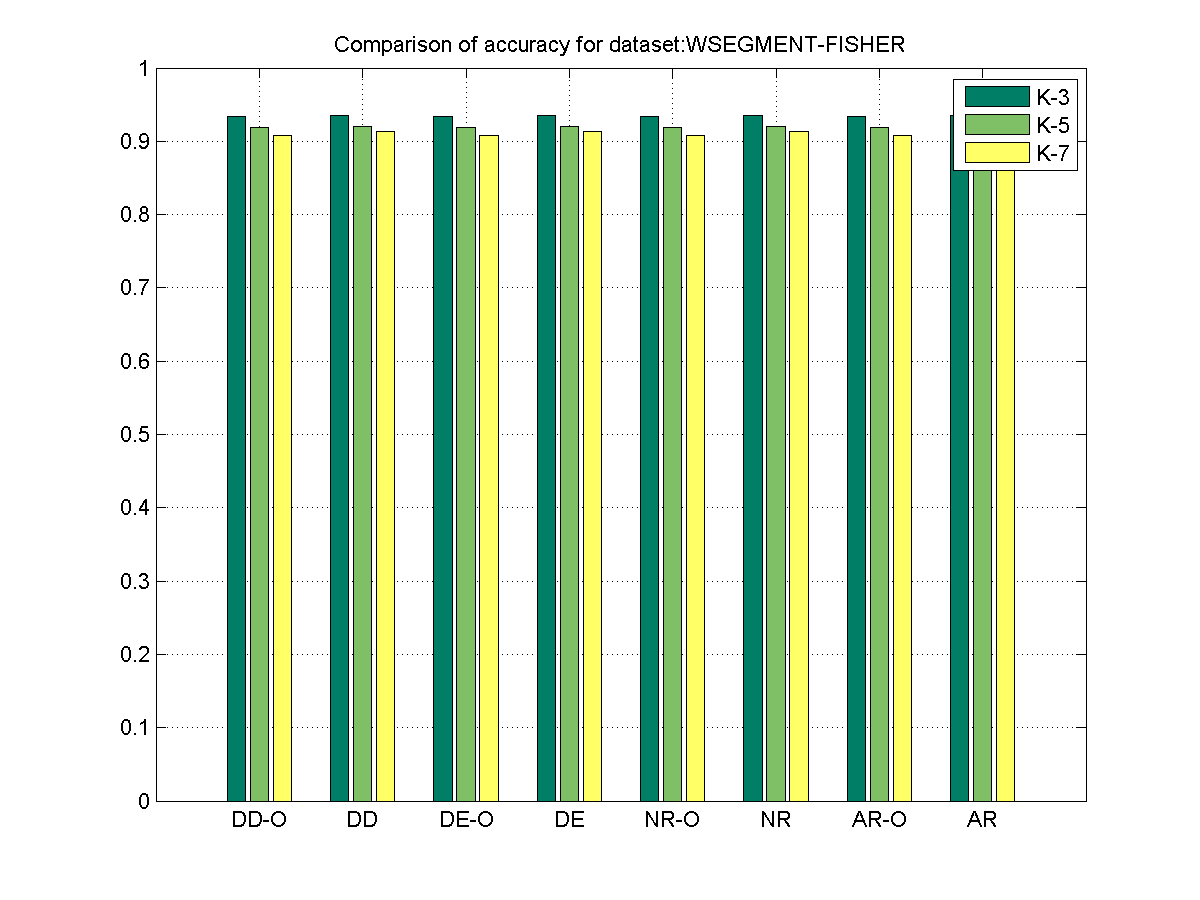 Comparison of accuracy for dataset:WSEGMENT-FISHER
1
0.9
0.8
0.7
0.6
0.5
0.4
0.3
0.2
0.1
0
K-3
K-5
K-7
DD-O DD DE-O DE NR-O NR AR-O AR